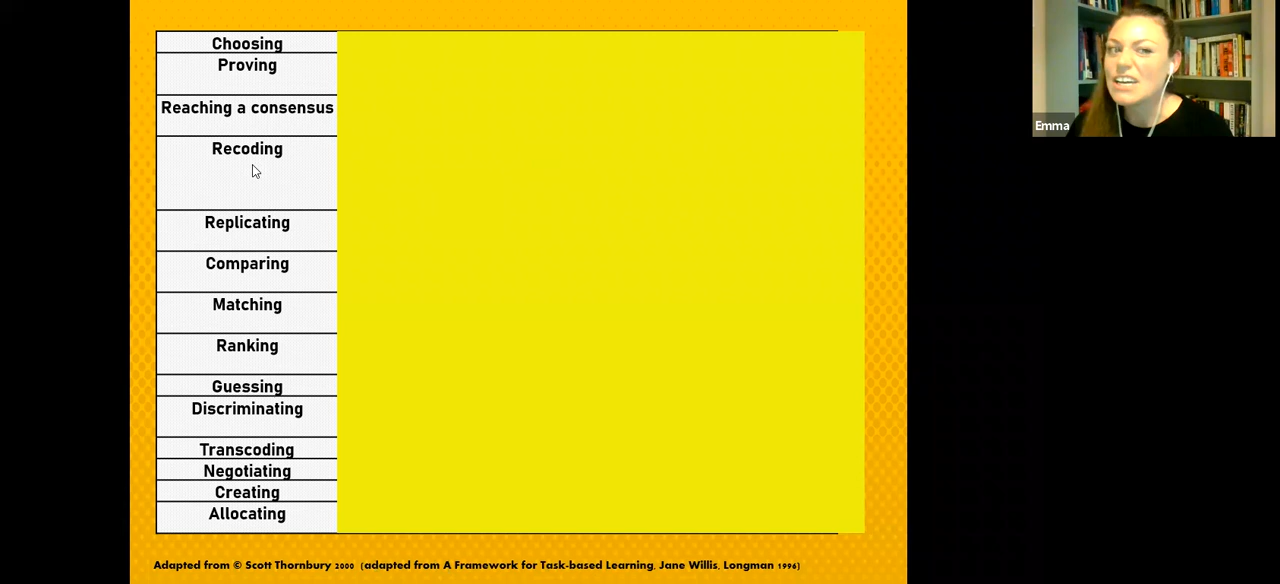 Choosing
Proving
Reaching a consensus
Recoding
Replicating
Comparing
Matching
Ranking
Guessing
Discriminating
Transcoding
Negotiating
Creating
Allocating
Adapted from © Scott Thornbury 2000 (adapted from A Framework for Task-based Learning, Jane Willis, Longman 1996)
Emma